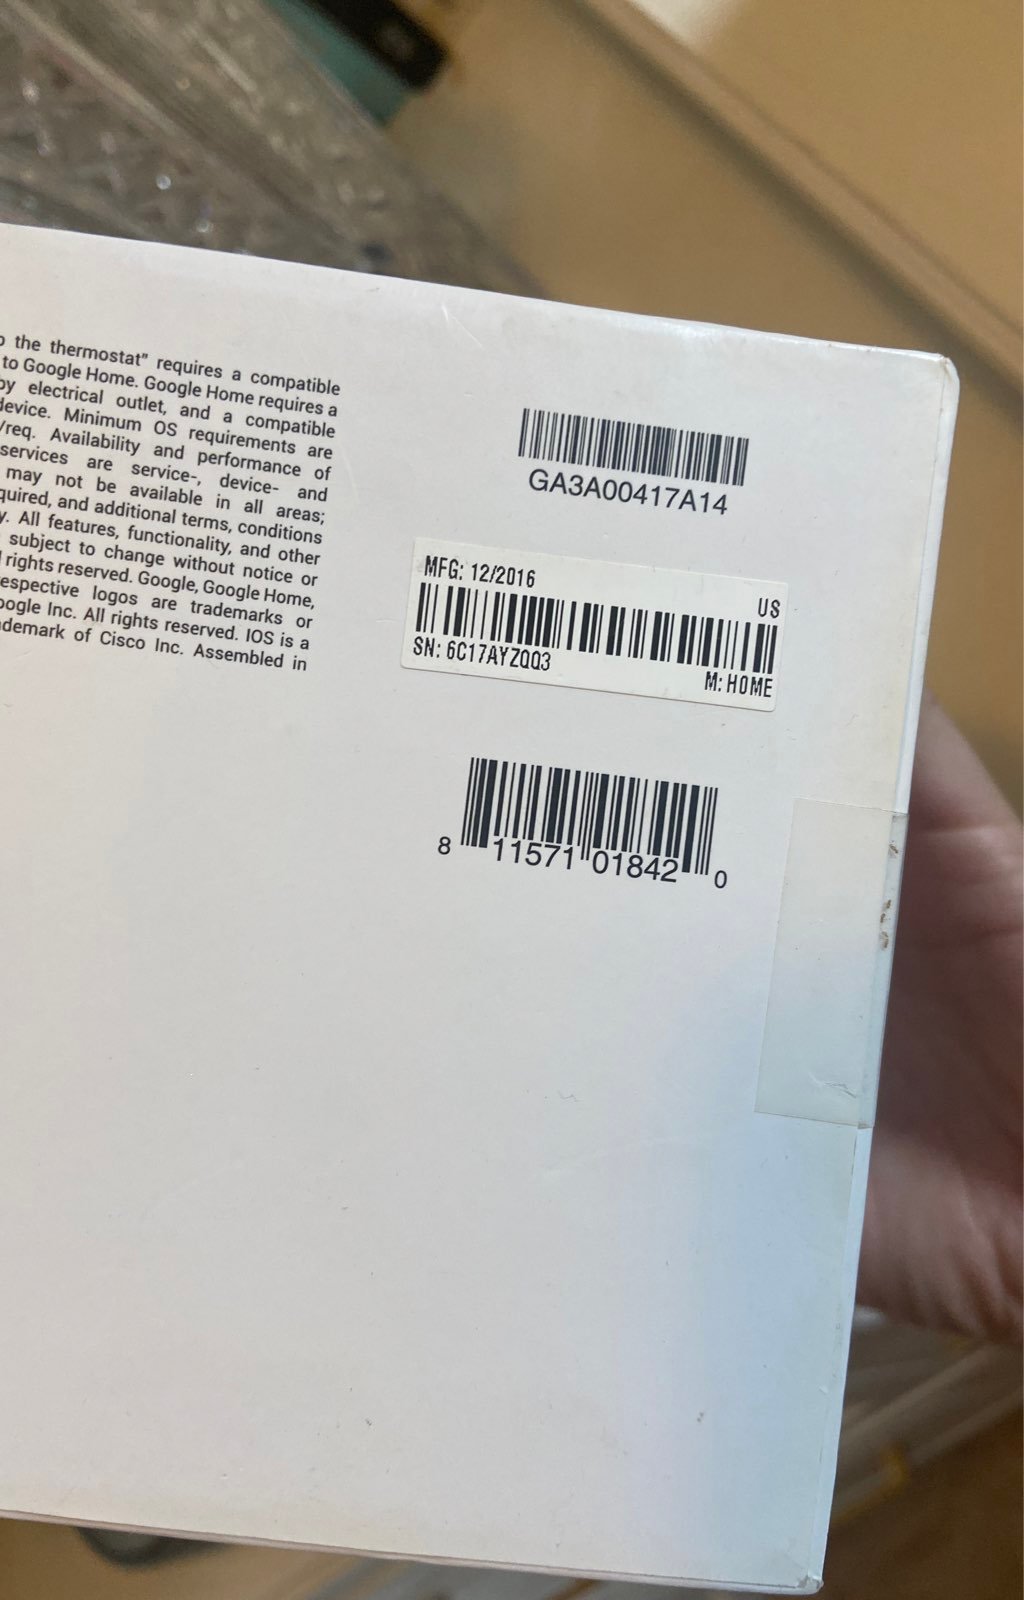 the thermostat" requires a compatible
to Google Home. Google Home requires a
by electrical outlet, and a compatible
device. Minimum OS requirements are
/req. Availability and performance of
services are service-, device- and
may not be available in all areas;
quired, and additional terms, conditions
y. All features, functionality, and other
subject to change without notice or
rights reserved. Google, Google Home,
espective logos are trademarks or
oogle Inc. All rights reserved. IOS is a
demark of Cisco Inc. Assembled in
GA3A00417A14
MFG: 12/2016
US
SN: 6C17AYZQQ3
M: HOME
8 11571 01842 0